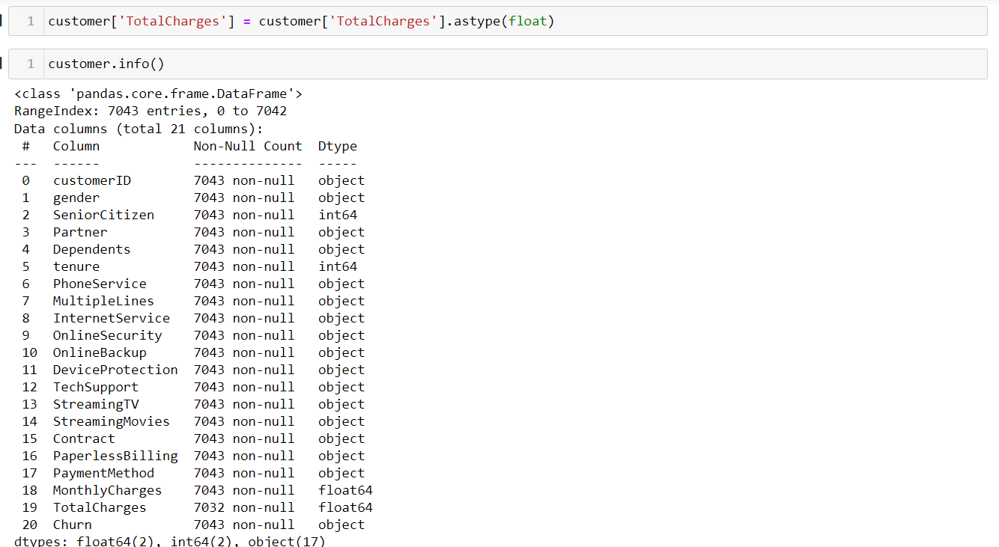 1 customer['TotalCharges'] = customer['TotalCharges'].astype(float)
1 customer.info()
<class 'pandas.core.frame.DataFrame'>
RangeIndex: 7043 entries, 0 to 7042
Data columns (total 21 columns):
 #   Column            Non-Null Count  Dtype
---  ------            --------------  -----
 0   customerID        7043 non-null   object
 1   gender            7043 non-null   object
 2   SeniorCitizen     7043 non-null   int64
 3   Partner           7043 non-null   object
 4   Dependents        7043 non-null   object
 5   tenure            7043 non-null   int64
 6   PhoneService      7043 non-null   object
 7   MultipleLines     7043 non-null   object
 8   InternetService   7043 non-null   object
 9   OnlineSecurity    7043 non-null   object
 10  OnlineBackup      7043 non-null   object
 11  DeviceProtection  7043 non-null   object
 12  TechSupport       7043 non-null   object
 13  StreamingTV       7043 non-null   object
 14  StreamingMovies   7043 non-null   object
 15  Contract          7043 non-null   object
 16  PaperlessBilling  7043 non-null   object
 17  PaymentMethod     7043 non-null   object
 18  MonthlyCharges    7043 non-null   float64
 19  TotalCharges      7032 non-null   float64
 20  Churn             7043 non-null   object
dtypes: float64(2), int64(2), object(17)